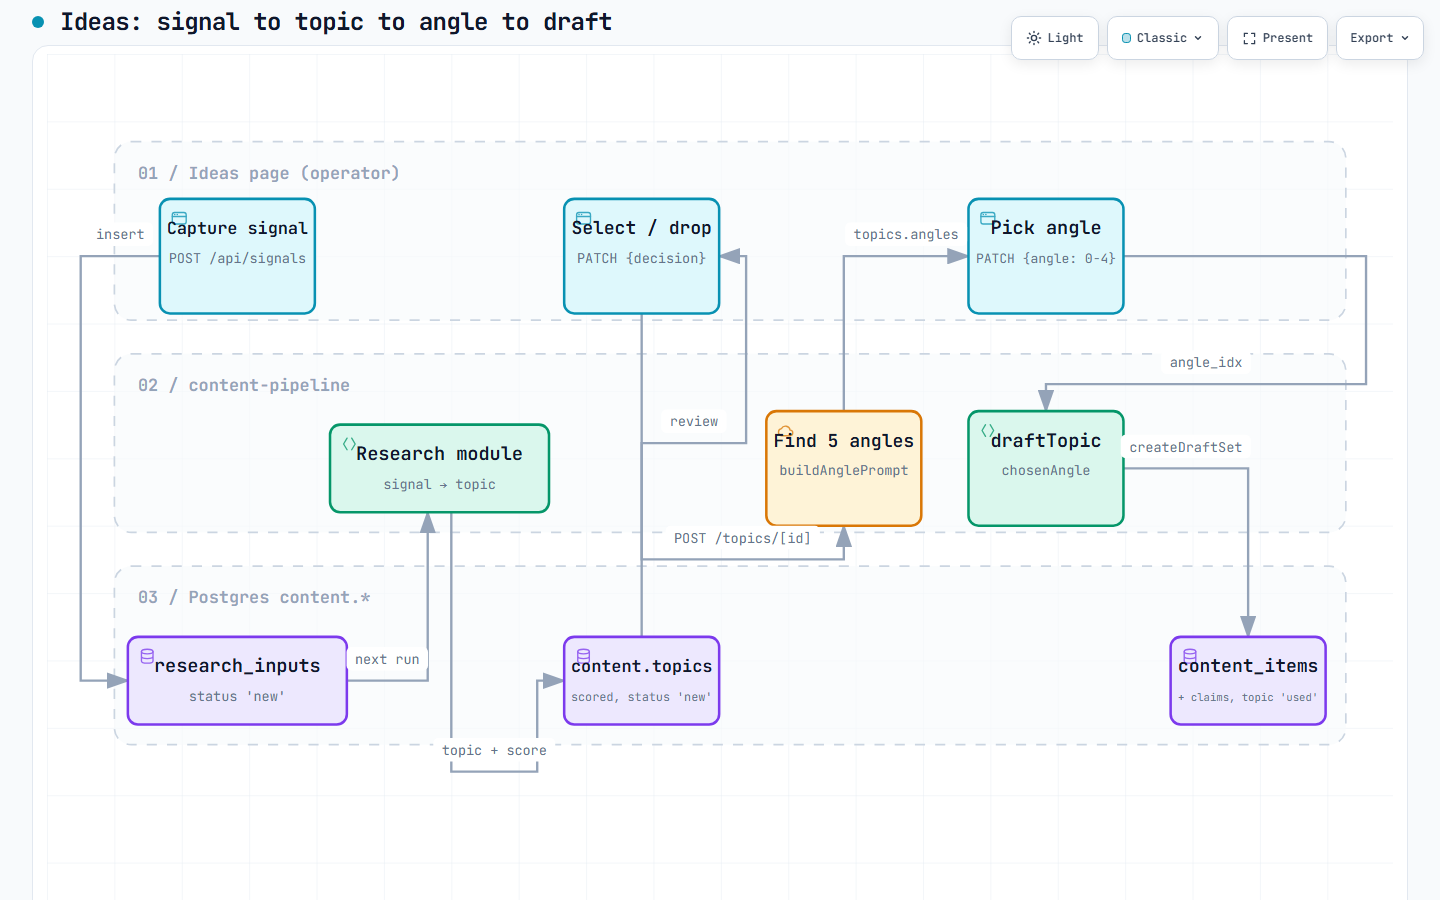 Ideas: signal to topic to angle to draft
Light
Classic
Present
Export
01 / Ideas page (operator)
insert
Capture signal
POST /api/signals
Select / drop
PATCH {decision}
topics.angles
Pick angle
PATCH {angle: 0-4}
02 / content-pipeline
angle_idx
review
Research module
signal → topic
Find 5 angles
buildAnglePrompt
draftTopic
chosenAngle
createDraftSet
POST /topics/[id]
03 / Postgres content.*
research_inputs
status 'new'
next run
content.topics
scored, status 'new'
content_items
+ claims, topic 'used'
topic + score